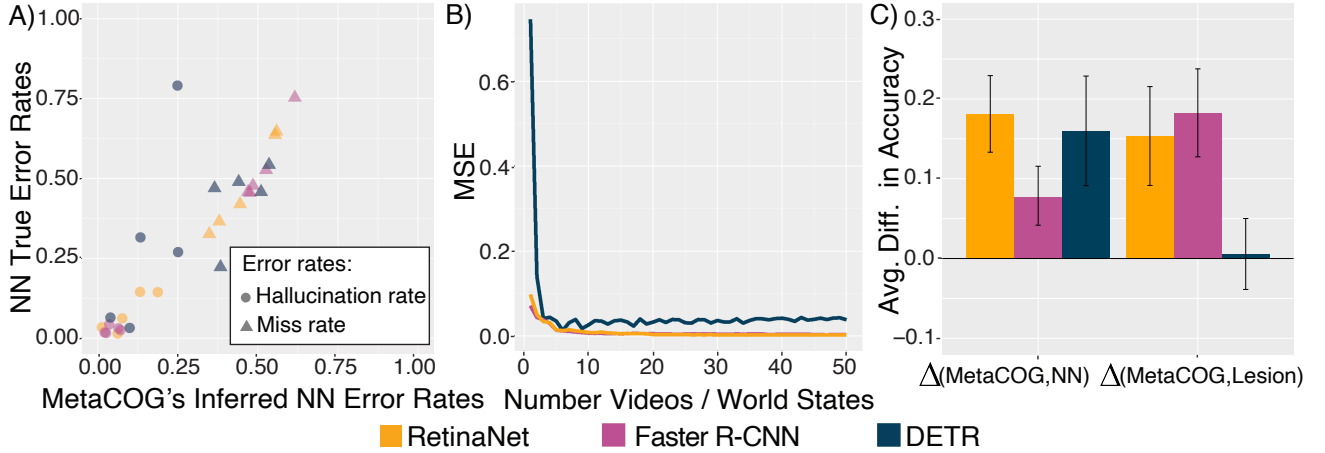 A)
NN True Error Rates
1.00
0.75
0.50
0.25
0.00
0.00
0.25
0.50
0.75
1.00
MetaCOG's Inferred NN Error Rates
Error rates:
Hallucination rate
Miss rate
B)
MSE
0.6
0.4
0.2
0.0
0
10
20
30
40
50
Number Videos / World States
C)
Avg. Diff. in Accuracy
0.3
0.2
0.1
0.0
−0.1
Δ(MetaCOG,NN)
Δ(MetaCOG,Lesion)
RetinaNet
Faster R-CNN
DETR